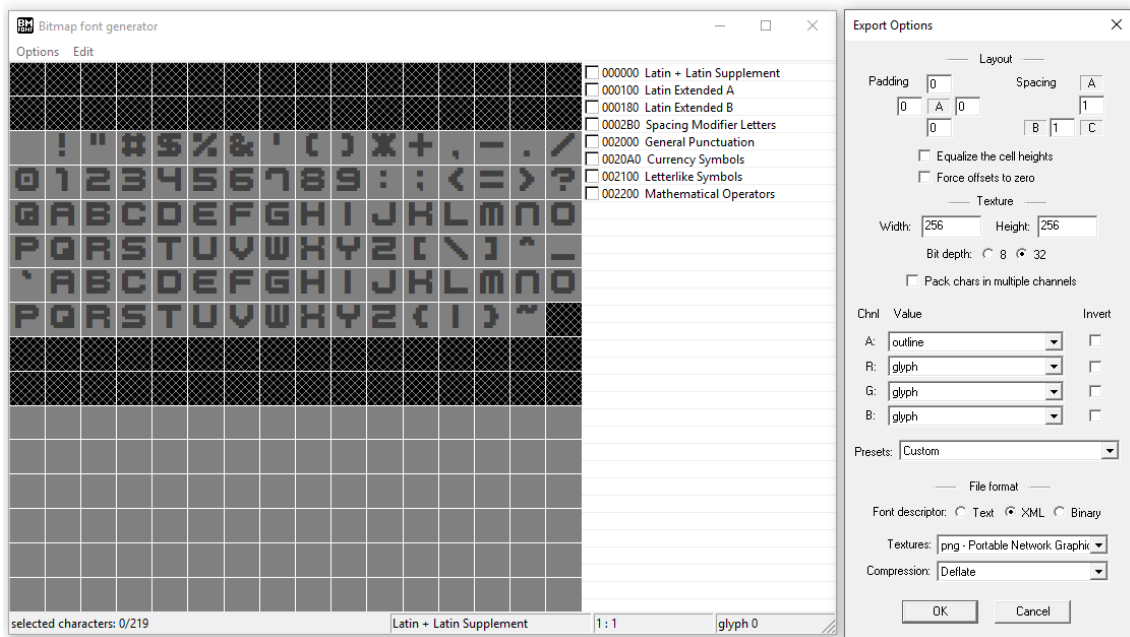 BM FONT Bitmap font generator
Options Edit
000000 Latin + Latin Supplement
000100 Latin Extended A
000180 Latin Extended B
0002B0 Spacing Modifier Letters
002000 General Punctuation
0020A0 Currency Symbols
002100 Letterlike Symbols
002200 Mathematical Operators
! " # $ % & ' ( ) * + , - . /
0 1 2 3 4 5 6 7 8 9 : ; < = > ?
@ A B C D E F G H I J K L M N O
P Q R S T U V W X Y Z [ \ ] ^ _
` A B C D E F G H I J K L M N O
P Q R S T U V W X Y Z { | } ~
selected characters: 0/219
Latin + Latin Supplement
1 : 1
glyph 0
Export Options
Layout
Padding
0
0 A 0
0
Spacing
A
1
B 1 C
Equalize the cell heights
Force offsets to zero
Texture
Width: 256 Height: 256
Bit depth: 8 32
Pack chars in multiple channels
Chnl Value Invert
A: outline
R: glyph
G: glyph
B: glyph
Presets: Custom
File format
Font descriptor: Text XML Binary
Textures: png - Portable Network Graphic
Compression: Deflate
OK Cancel